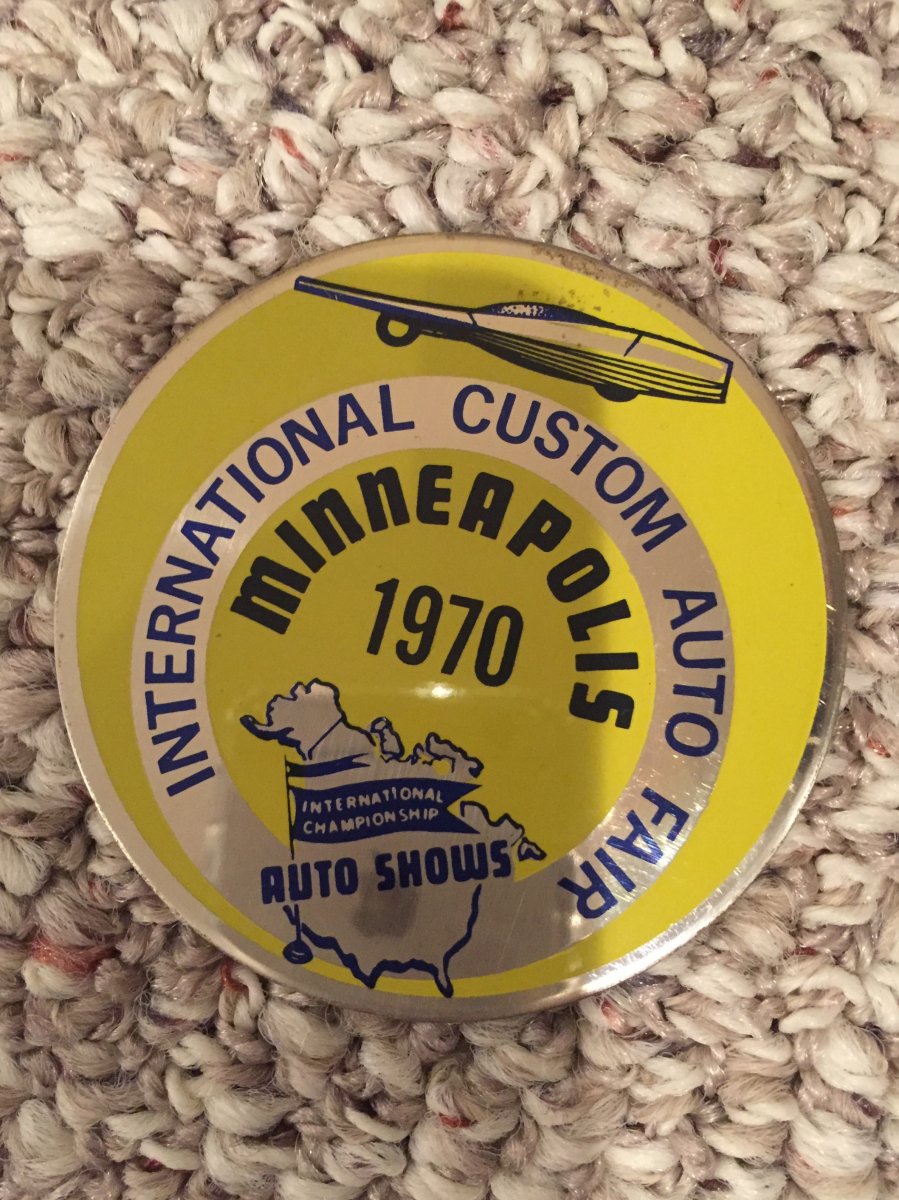 INTERNATIONAL CUSTOM AUTO FAIR
MINNEAPOLIS
1970
INTERNATIONAL
CHAMPIONSHIP
AUTO SHOWS